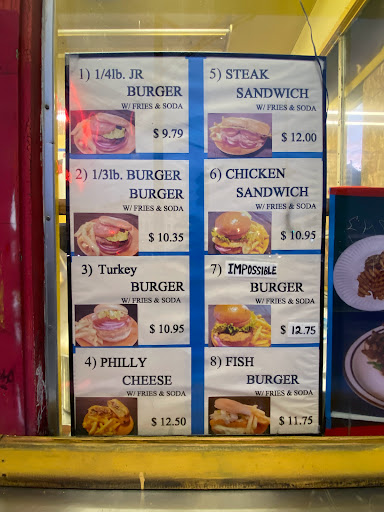 1) 1/4lb. JR
BURGER
W/ FRIES & SODA
$ 9.79
2) 1/3lb. BURGER
BURGER
W/ FRIES & SODA
$ 10.35
3) Turkey
BURGER
W/ FRIES & SODA
$ 10.95
4) PHILLY
CHEESE
W/ FRIES & SODA
$ 12.50
5) STEAK
SANDWICH
W/ FRIES & SODA
$ 12.00
6) CHICKEN
SANDWICH
W/ FRIES & SODA
$ 10.95
7) IMPOSSIBLE
BURGER
W/ FRIES & SODA
$ 12.75
8) FISH
BURGER
W/ FRIES & SODA
$ 11.75